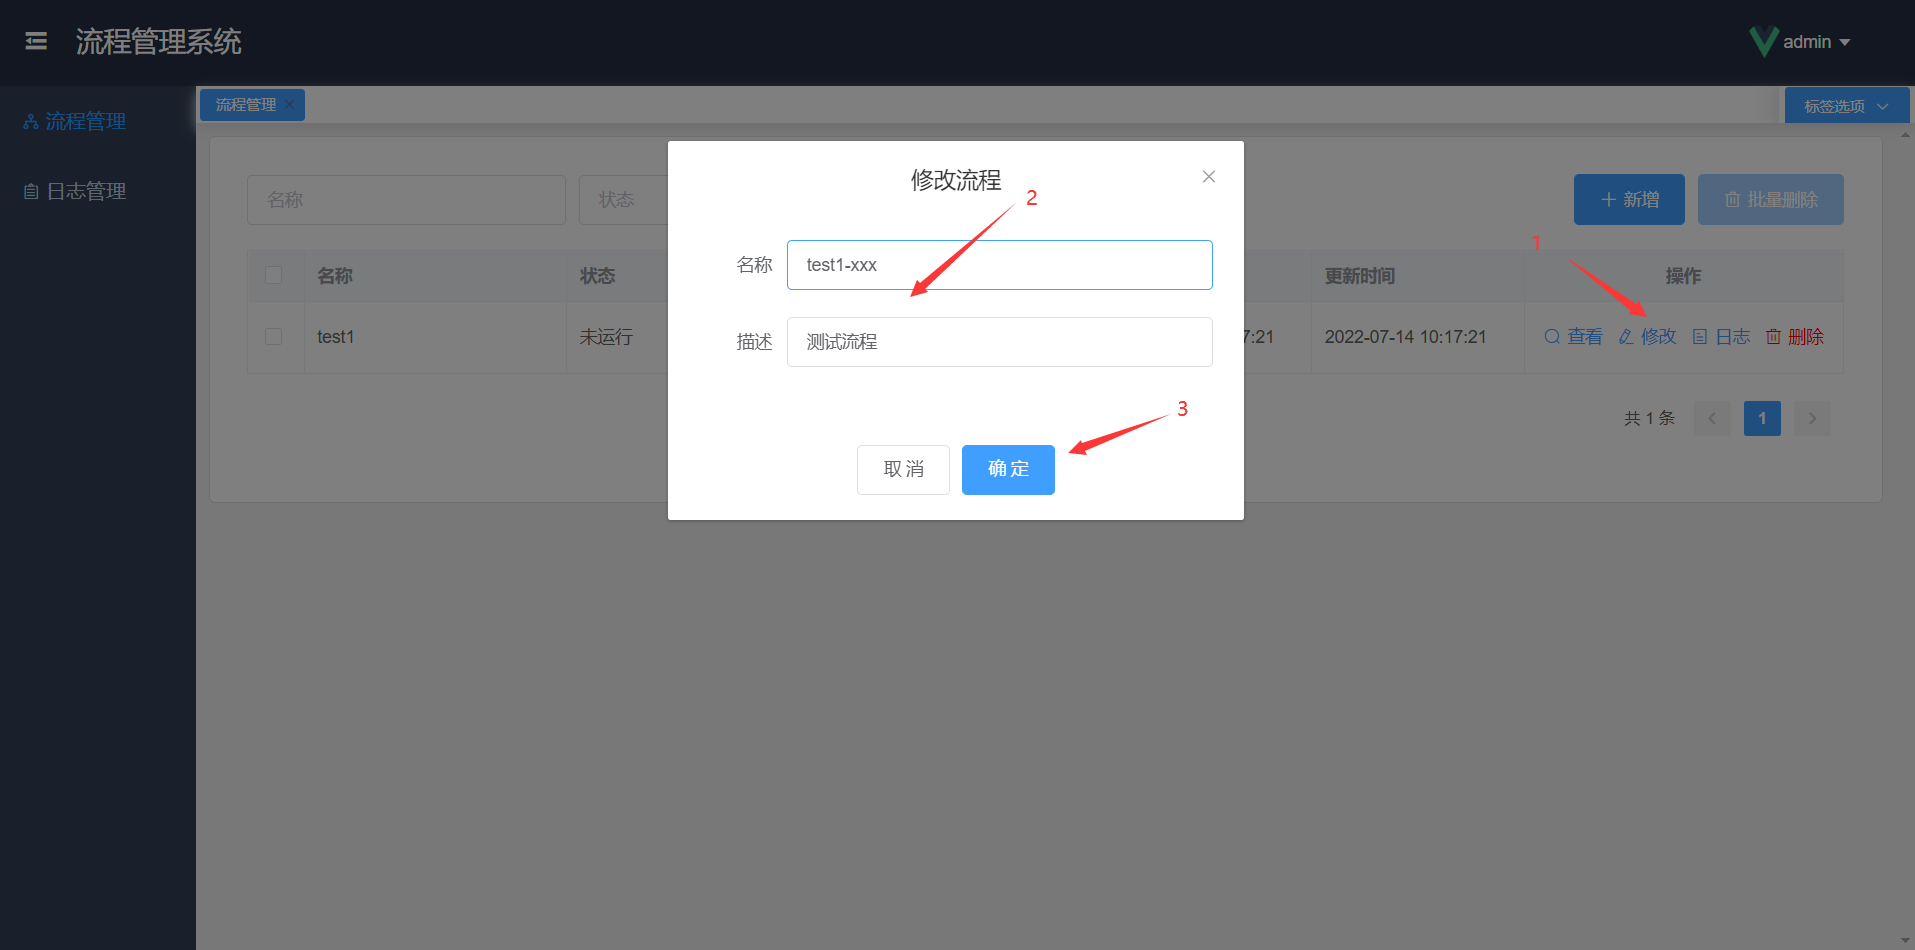 流程管理系统
admin
流程管理
日志管理
流程管理
标签选项
名称
状态
新增
批量删除
名称
状态
更新时间
操作
test1
未运行
7:21
2022-07-14 10:17:21
查看
修改
日志
删除
共 1 条
1
修改流程
名称
test1-xxx
描述
测试流程
取 消
确 定
1
2
3